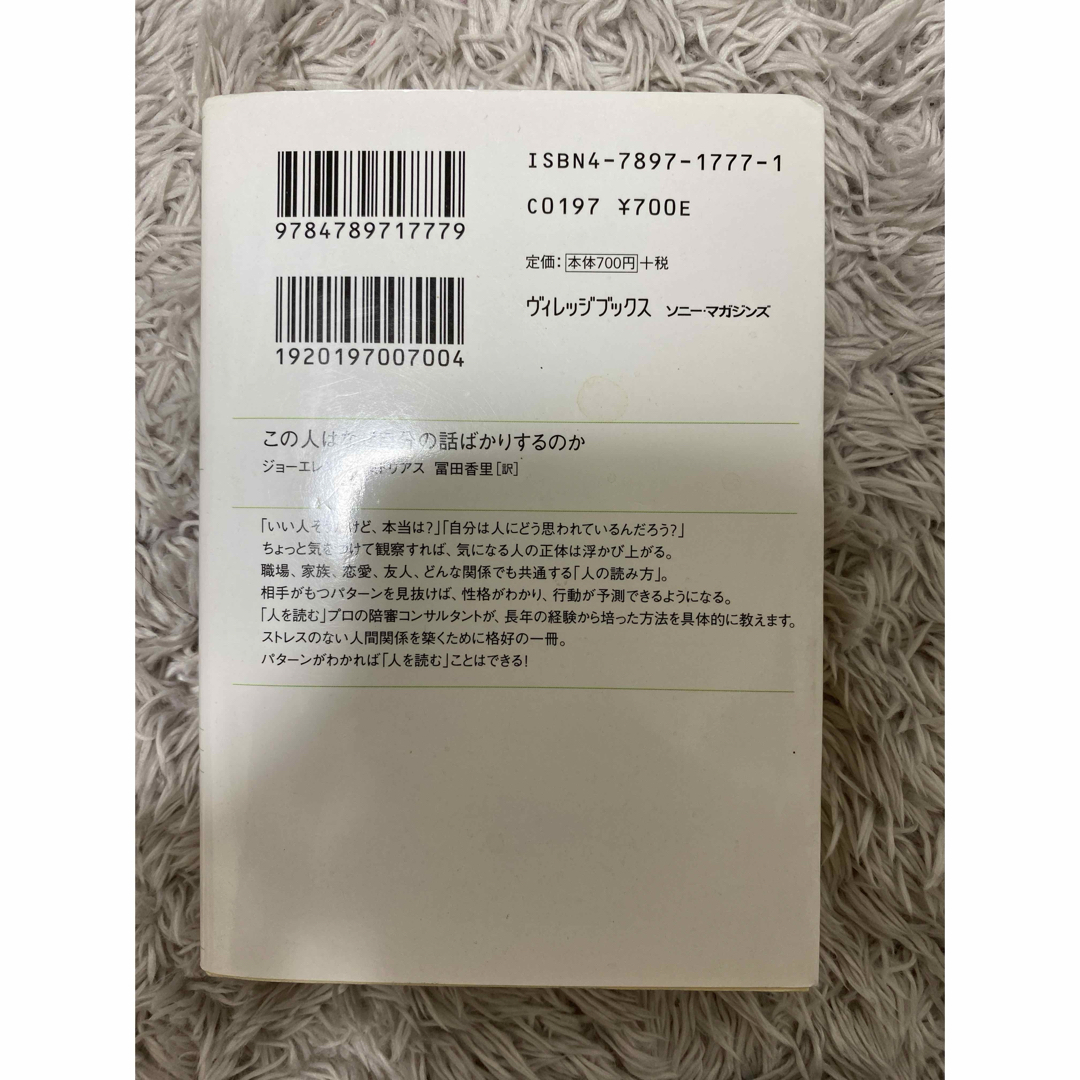 9784789717779
1920197007004
ISBN4-7897-1777-1
C0197 ¥700E
定価：本体700円+税
ヴィレッジブックス ソニー・マガジンズ
この人は 分の話ばかりするのか
ジョーエレ トリアス 冨田香里［訳］
「いい人そ けど、本当は？」「自分は人にどう思われているんだろう？」
ちょっと気をつけて観察すれば、気になる人の正体は浮かび上がる。
職場、家族、恋愛、友人、どんな関係でも共通する「人の読み方」。
相手がもつパターンを見抜けば、性格がわかり、行動が予測できるようになる。
「人を読む」プロの陪審コンサルタントが、長年の経験から培った方法を具体的に教えます。
ストレスのない人間関係を築くために格好の一冊。
パターンがわかれば「人を読む」ことはできる！